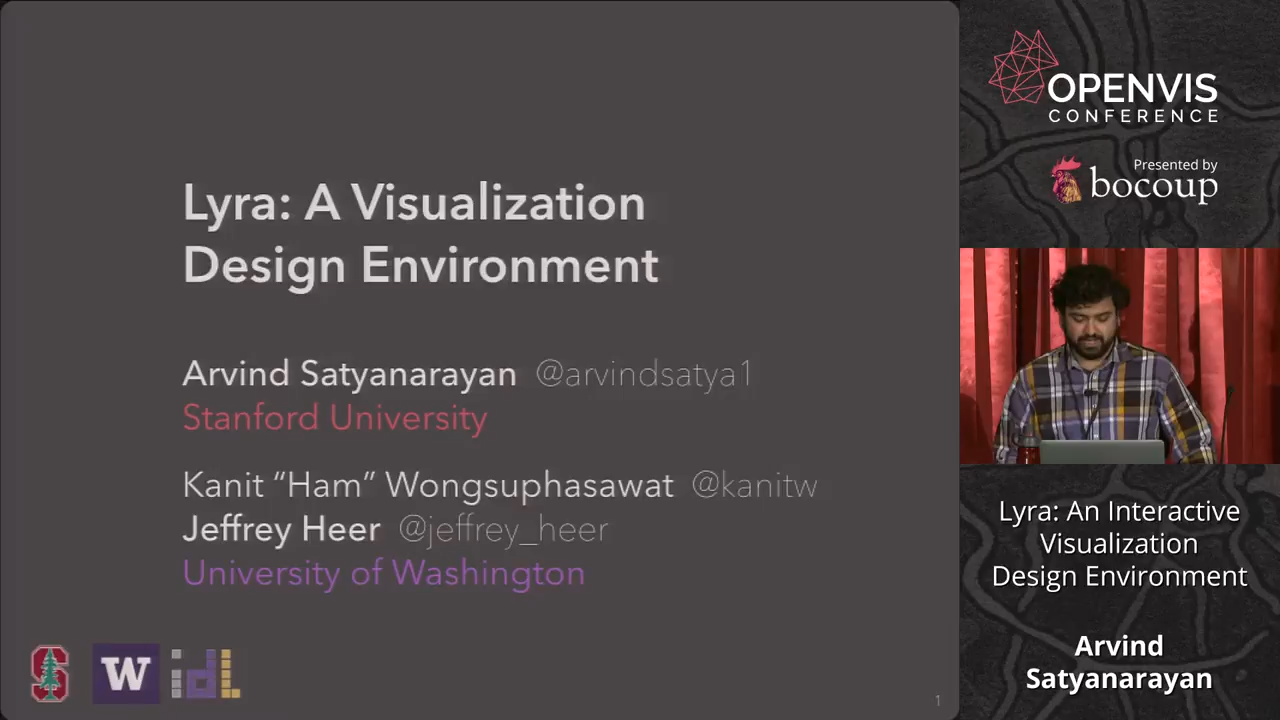 Lyra: A Visualization
Design Environment
Arvind Satyanarayan @arvindsatya1
Stanford University
Kanit “Ham” Wongsuphasawat @kanitw
Jeffrey Heer @jeffrey_heer
University of Washington
S
W
idl
1
OPENVIS
CONFERENCE
Presented by
bocoup
Lyra: An Interactive
Visualization
Design Environment
Arvind
Satyanarayan